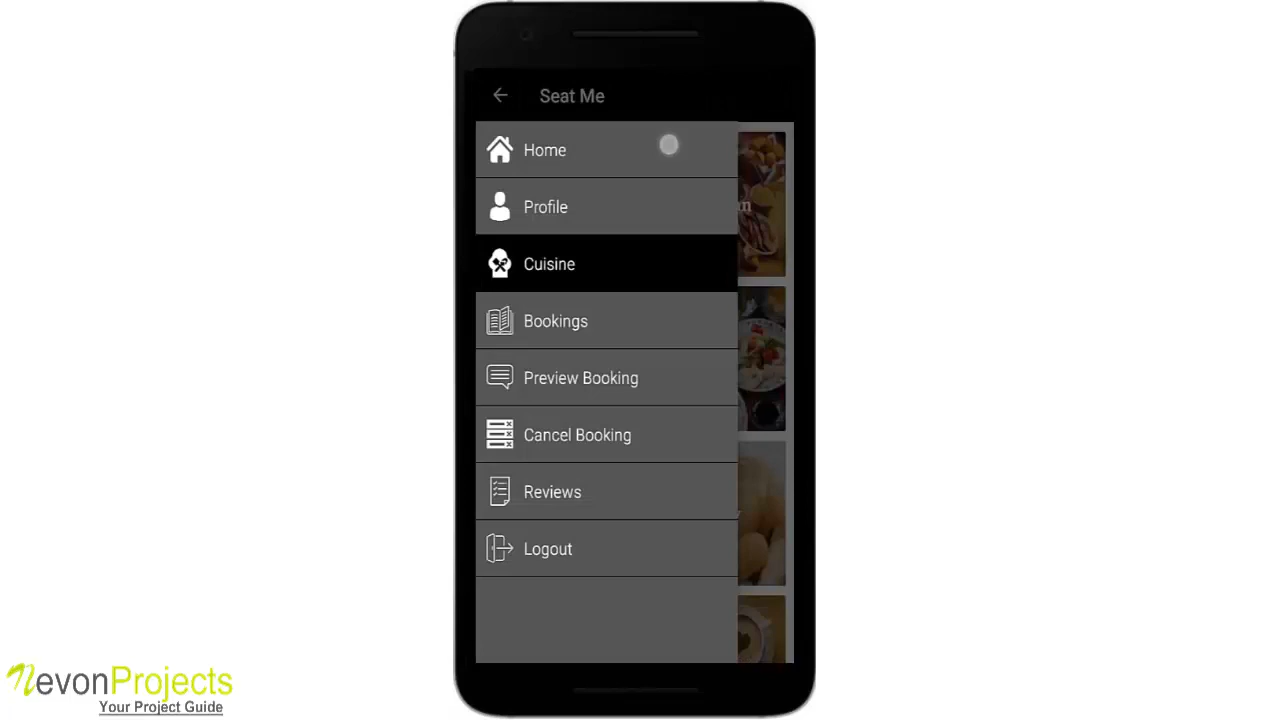 Seat Me
Home
Profile
Cuisine
Bookings
Preview Booking
Cancel Booking
Reviews
Logout
NevonProjects
Your Project Guide